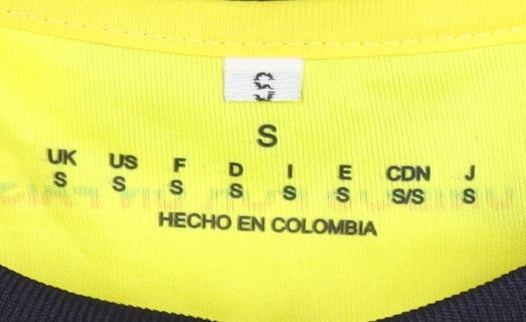 S
S
UK US F D I E CDN J
S S S S S S S/S S
HECHO EN COLOMBIA